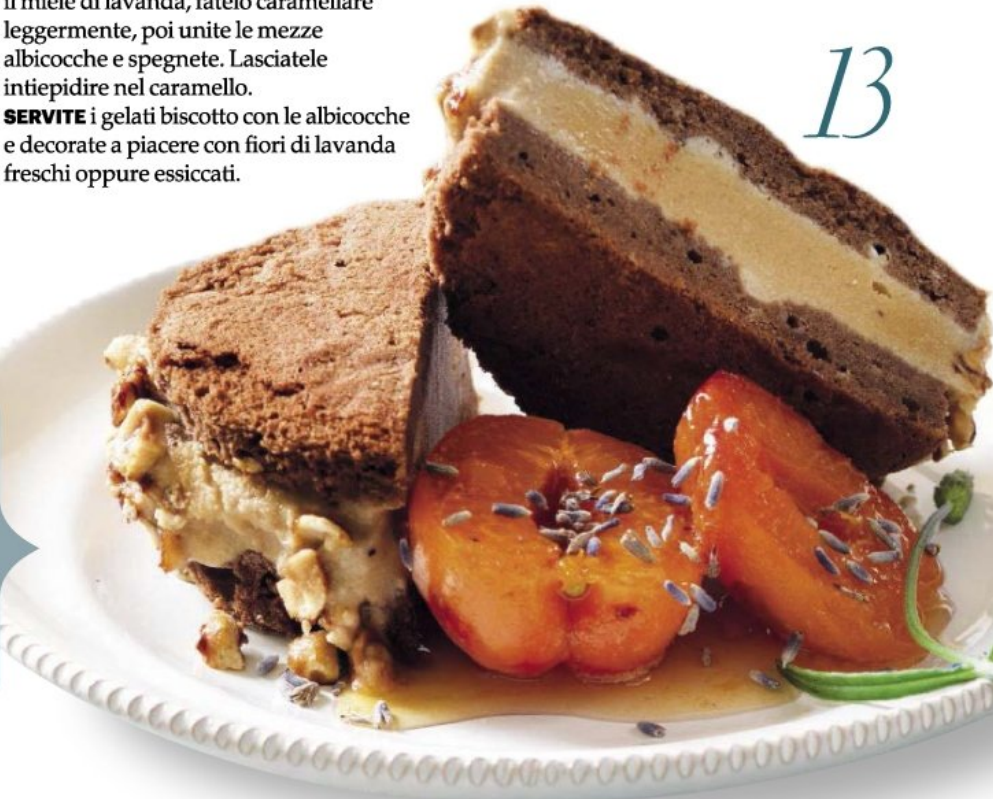 il miele di lavanda, fatelo caramellare
leggermente, poi unite le mezze
albicocche e spegnete. Lasciatele
intiepidire nel caramello.
SERVITE i gelati biscotto con le albicocche
e decorate a piacere con fiori di lavanda
freschi oppure essiccati.
13